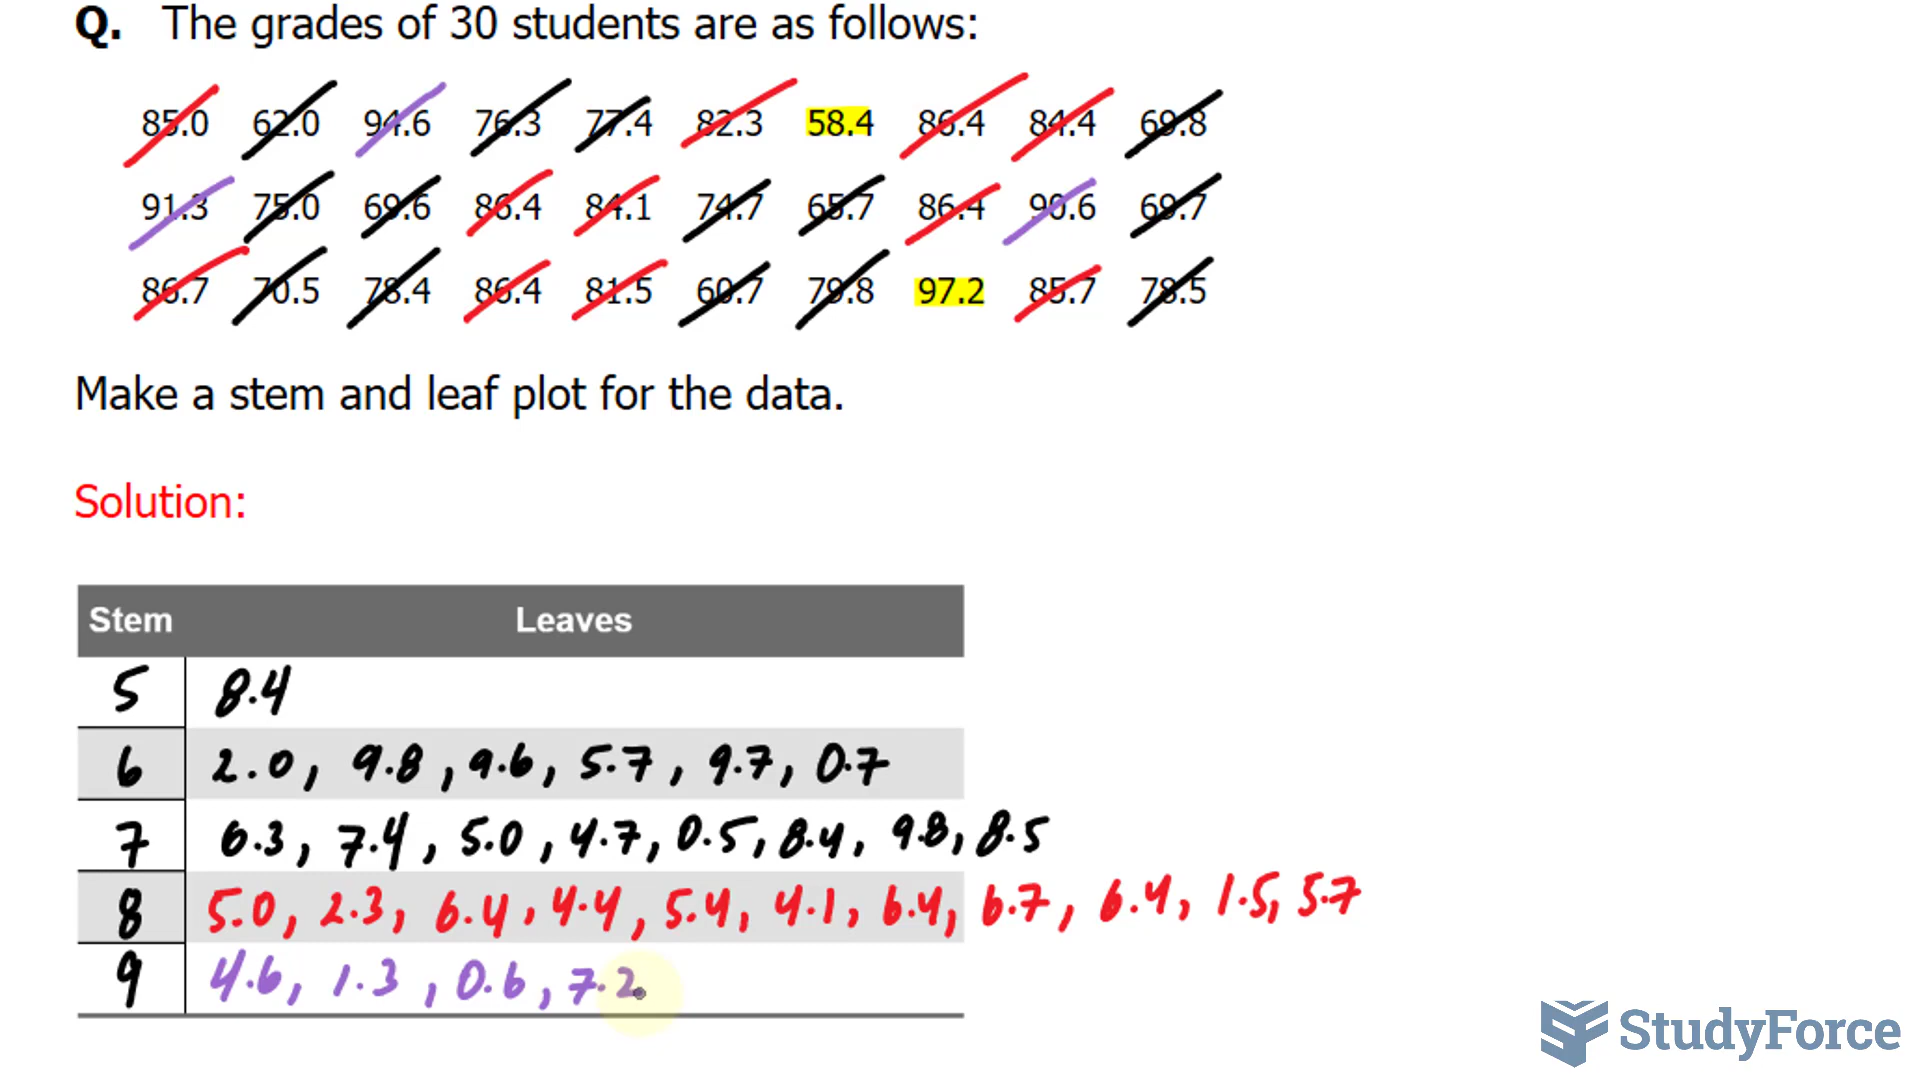 Q. The grades of 30 students are as follows:
85.0 62.0 94.6 76.3 77.4 82.3 58.4 86.4 84.4 69.8
91.3 75.0 69.6 86.4 84.1 74.7 65.7 86.4 90.6 69.7
86.7 70.5 78.4 86.4 81.5 60.7 79.8 97.2 85.7 78.5
Make a stem and leaf plot for the data.
Solution:
Stem Leaves
5 8.4
6 2.0, 9.8, 9.6, 5.7, 9.7, 0.7
7 6.3, 7.4, 5.0, 4.7, 0.5, 8.4, 9.8, 8.5
8 5.0, 2.3, 6.4, 4.4, 5.4, 4.1, 6.4, 6.7, 6.4, 1.5, 5.7
9 4.6, 1.3, 0.6, 7.2
StudyForce